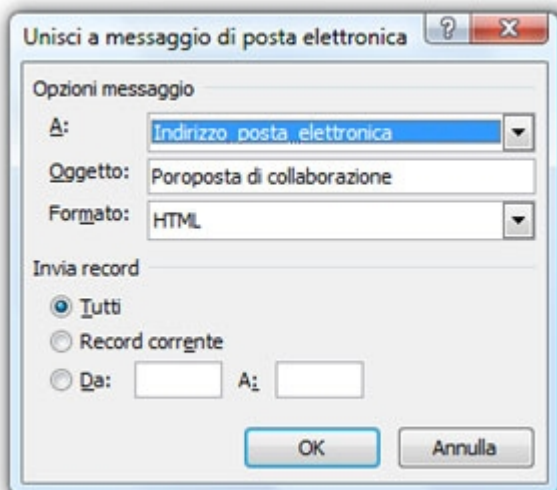 Unisci a messaggio di posta elettronica
Opzioni messaggio
A: Indirizzo_posta_elettronica
Oggetto: Poroposta di collaborazione
Formato: HTML
Invia record
Tutti
Record corrente
Da: A:
OK Annulla